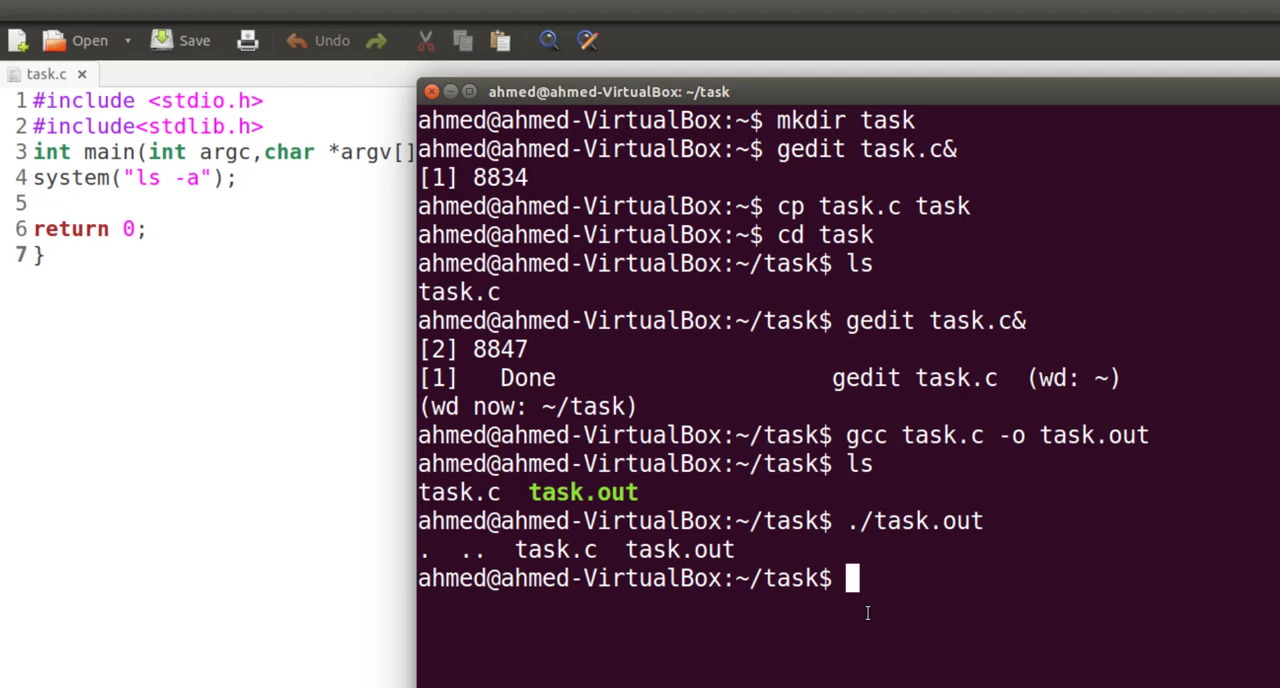 Open Save Undo
task.c
1 #include <stdio.h>
2 #include<stdlib.h>
3 int main(int argc,char *argv[]
4 system("ls -a");
5
6 return 0;
7 }
ahmed@ahmed-VirtualBox: ~/task
ahmed@ahmed-VirtualBox:~$ mkdir task
ahmed@ahmed-VirtualBox:~$ gedit task.c&
[1] 8834
ahmed@ahmed-VirtualBox:~$ cp task.c task
ahmed@ahmed-VirtualBox:~$ cd task
ahmed@ahmed-VirtualBox:~/task$ ls
task.c
ahmed@ahmed-VirtualBox:~/task$ gedit task.c&
[2] 8847
[1]   Done                    gedit task.c  (wd: ~)
(wd now: ~/task)
ahmed@ahmed-VirtualBox:~/task$ gcc task.c -o task.out
ahmed@ahmed-VirtualBox:~/task$ ls
task.c  task.out
ahmed@ahmed-VirtualBox:~/task$ ./task.out
.  ..  task.c  task.out
ahmed@ahmed-VirtualBox:~/task$